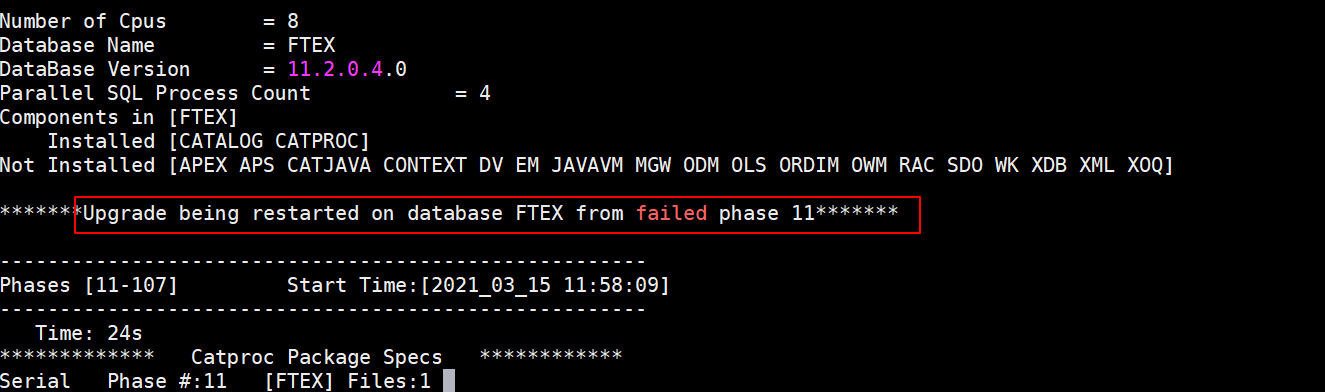 Number of Cpus        = 8
Database Name         = FTEX
DataBase Version      = 11.2.0.4.0
Parallel SQL Process Count            = 4
Components in [FTEX]
    Installed [CATALOG CATPROC]
Not Installed [APEX APS CATJAVA CONTEXT DV EM JAVAVM MGW ODM OLS ORDIM OWM RAC SDO WK XDB XML XOQ]
*******Upgrade being restarted on database FTEX from failed phase 11*******
------------------------------------------------------
Phases [11-107]         Start Time:[2021_03_15 11:58:09]
------------------------------------------------------
   Time: 24s
*************   Catproc Package Specs   ************
Serial   Phase #:11   [FTEX] Files:1